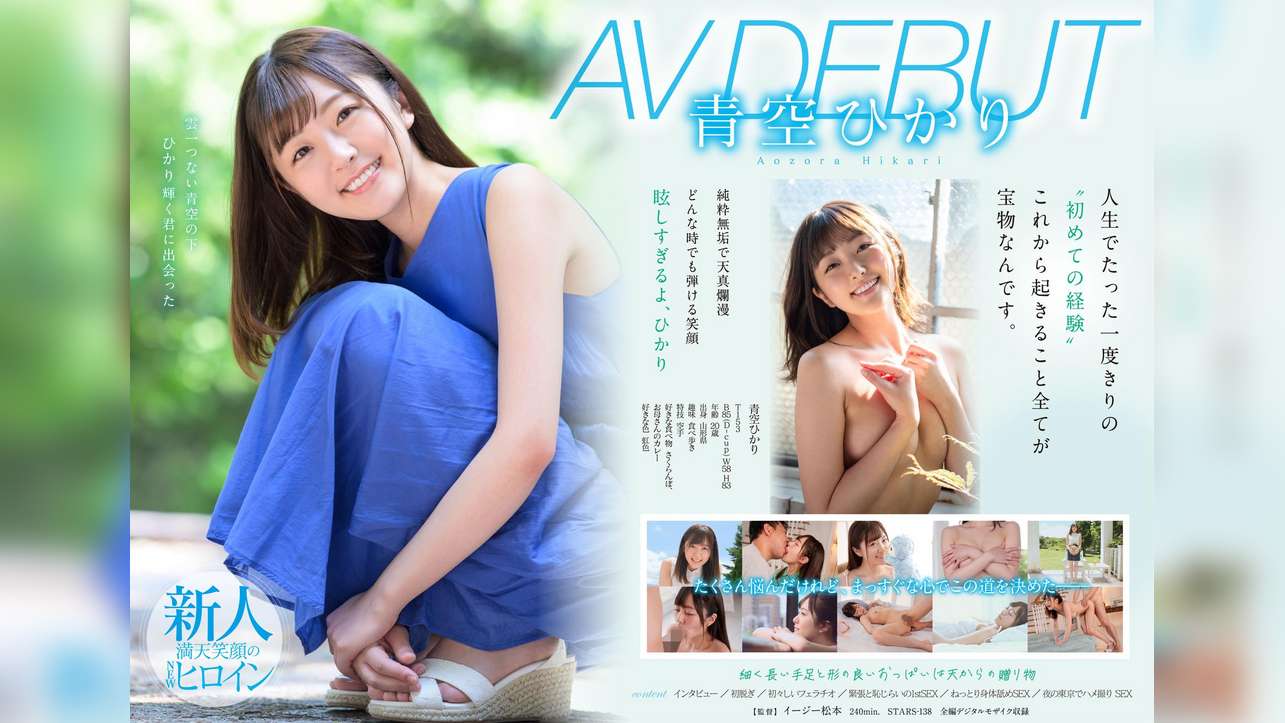 AV DEBUT
青空ひかり
Aozora Hikari
雲一つない青空の下
ひかり輝く君に出会った
人生でたった一度きりの
“初めての経験”
これから起きること全てが
宝物なんです。
純粋無垢で天真爛漫
どんな時でも弾ける笑顔
眩しすぎるよ、ひかり
青空ひかり
T153
B85(D-cup) W58 H83
年齢 20歳
出身 山形県
趣味 食べ歩き
特技 空手
好きな食べ物 さくらんぼ、
お母さんのカレー
好きな色 虹色
たくさん悩んだけれど、まっすぐな心でこの道を決めた――
新人
満天笑顔の
NEW ヒロイン
細く長い手足と形の良いおっぱいは天からの贈り物
content インタビュー／初脱ぎ／初々しいフェラチオ／緊張と恥じらいの1stSEX／ねっとり身体舐めSEX／夜の東京でハメ撮りSEX
【監督】イージー松本 240min. STARS-138 全編デジタルモザイク収録